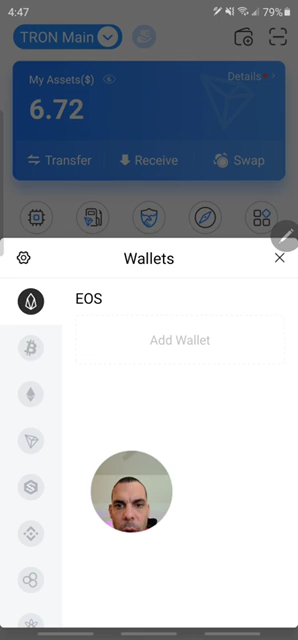 4:47
79%
TRON Main
My Assets($)
Details
6.72
Transfer
Receive
Swap
Wallets
EOS
Add Wallet